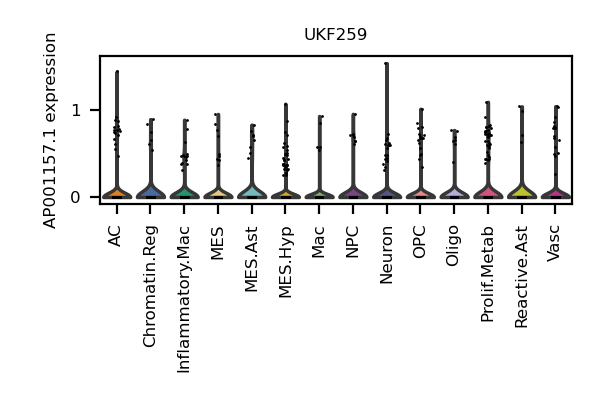 UKF259
AP001157.1 expression
1
0
AC
Chromatin.Reg
Inflammatory.Mac
MES
MES.Ast
MES.Hyp
Mac
NPC
Neuron
OPC
Oligo
Prolif.Metab
Reactive.Ast
Vasc